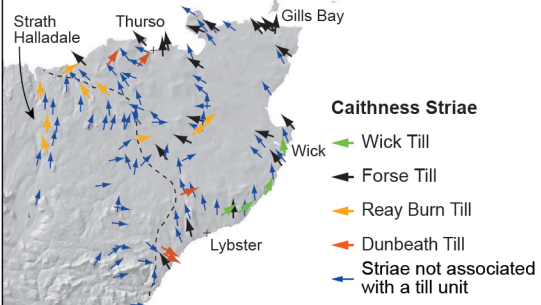 Strath
Halladale
Thurso
Gills Bay
Wick
Lybster
Caithness Striae
Wick Till
Forse Till
Reay Burn Till
Dunbeath Till
Striae not associated
with a till unit